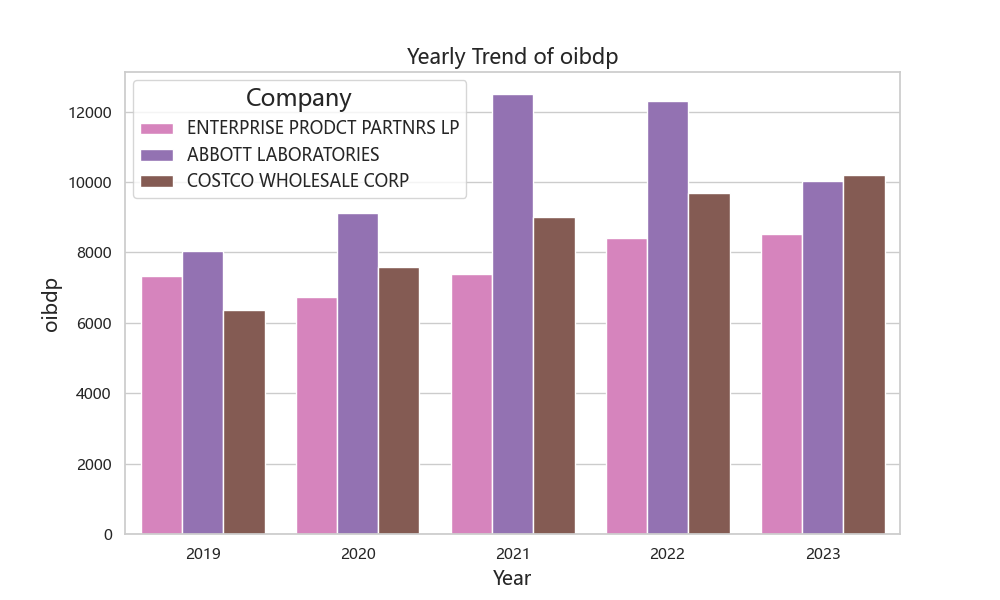 Yearly Trend of oibdp
Company
ENTERPRISE PRODCT PARTNRS LP
ABBOTT LABORATORIES
COSTCO WHOLESALE CORP
12000
10000
8000
6000
4000
2000
0
oibdp
2019 2020 2021 2022 2023
Year